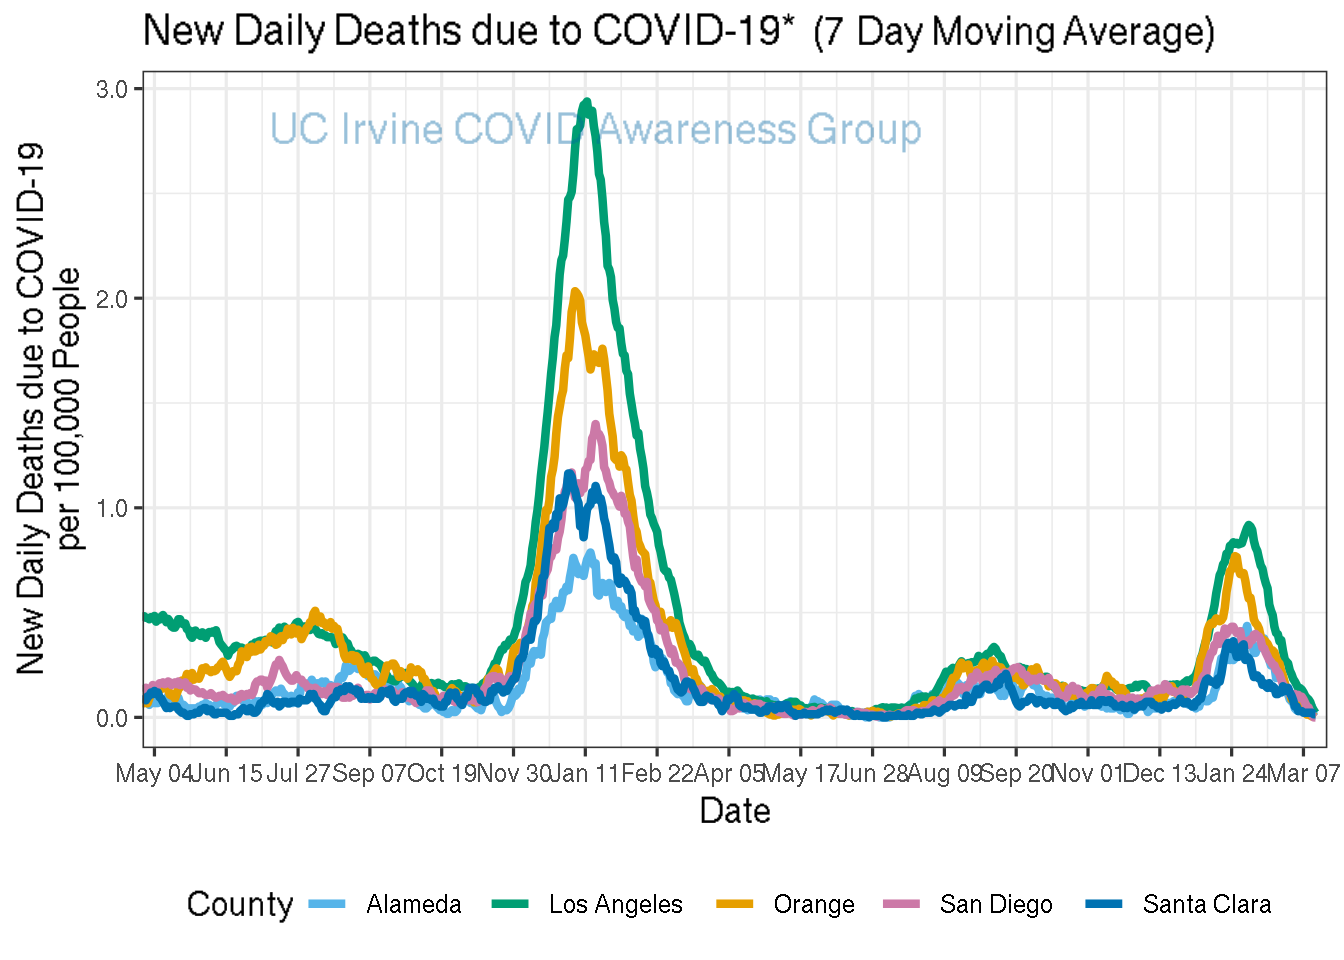 New Daily Deaths due to COVID-19* (7 Day Moving Average)
UC Irvine COVID Awareness Group
New Daily Deaths due to COVID-19
per 100,000 People
3.0
2.0
1.0
0.0
May 04 Jun 15 Jul 27 Sep 07 Oct 19 Nov 30 Jan 11 Feb 22 Apr 05 May 17 Jun 28 Aug 09 Sep 20 Nov 01 Dec 13 Jan 24 Mar 07
Date
County Alameda Los Angeles Orange San Diego Santa Clara